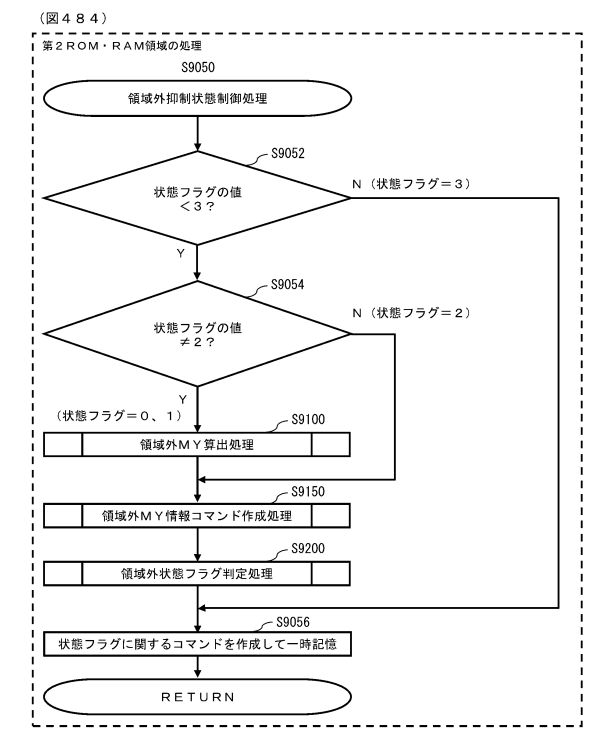 (図484)
第2ROM・RAM領域の処理
S9050
領域外抑制状態制御処理
S9052
N(状態フラグ=3)
状態フラグの値
<3?
Y
S9054
N(状態フラグ=2)
状態フラグの値
≠2?
Y
(状態フラグ=0、1)
S9100
領域外MY算出処理
S9150
領域外MY情報コマンド作成処理
S9200
領域外状態フラグ判定処理
S9056
状態フラグに関するコマンドを作成して一時記憶
RETURN